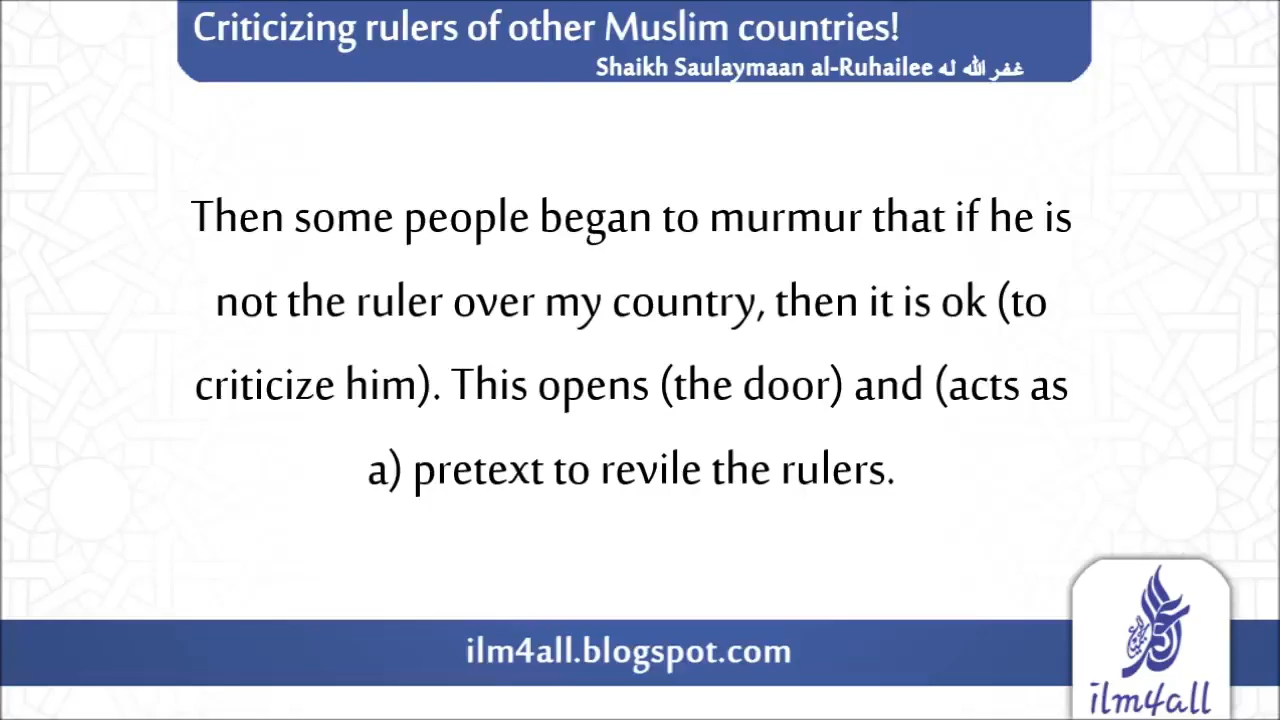 Criticizing rulers of other Muslim countries!
Shaikh Saulaymaan al-Ruhailee غفر الله له
Then some people began to murmur that if he is
not the ruler over my country, then it is ok (to
criticize him). This opens (the door) and (acts as
a) pretext to revile the rulers.
ilm4all.blogspot.com
ilm4all